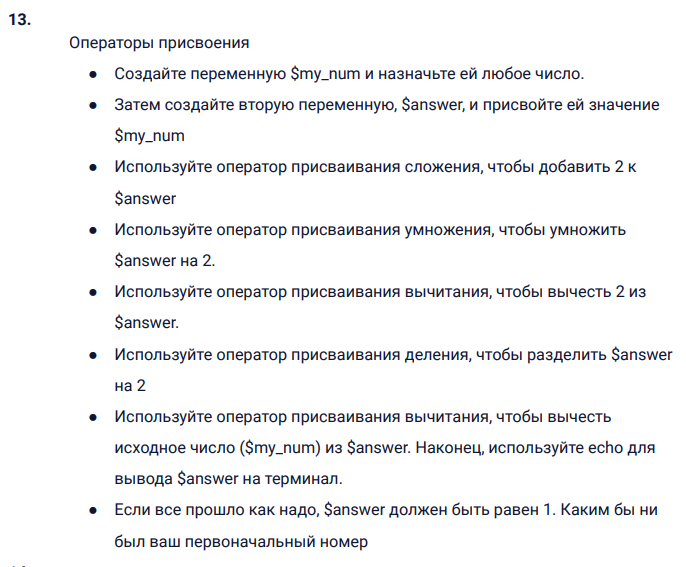 13.
Операторы присвоения
● Создайте переменную $my_num и назначьте ей любое число.
● Затем создайте вторую переменную, $answer, и присвойте ей значение
$my_num
● Используйте оператор присваивания сложения, чтобы добавить 2 к
$answer
● Используйте оператор присваивания умножения, чтобы умножить
$answer на 2.
● Используйте оператор присваивания вычитания, чтобы вычесть 2 из
$answer.
● Используйте оператор присваивания деления, чтобы разделить $answer
на 2
● Используйте оператор присваивания вычитания, чтобы вычесть
исходное число ($my_num) из $answer. Наконец, используйте echo для
вывода $answer на терминал.
● Если все прошло как надо, $answer должен быть равен 1. Каким бы ни
был ваш первоначальный номер